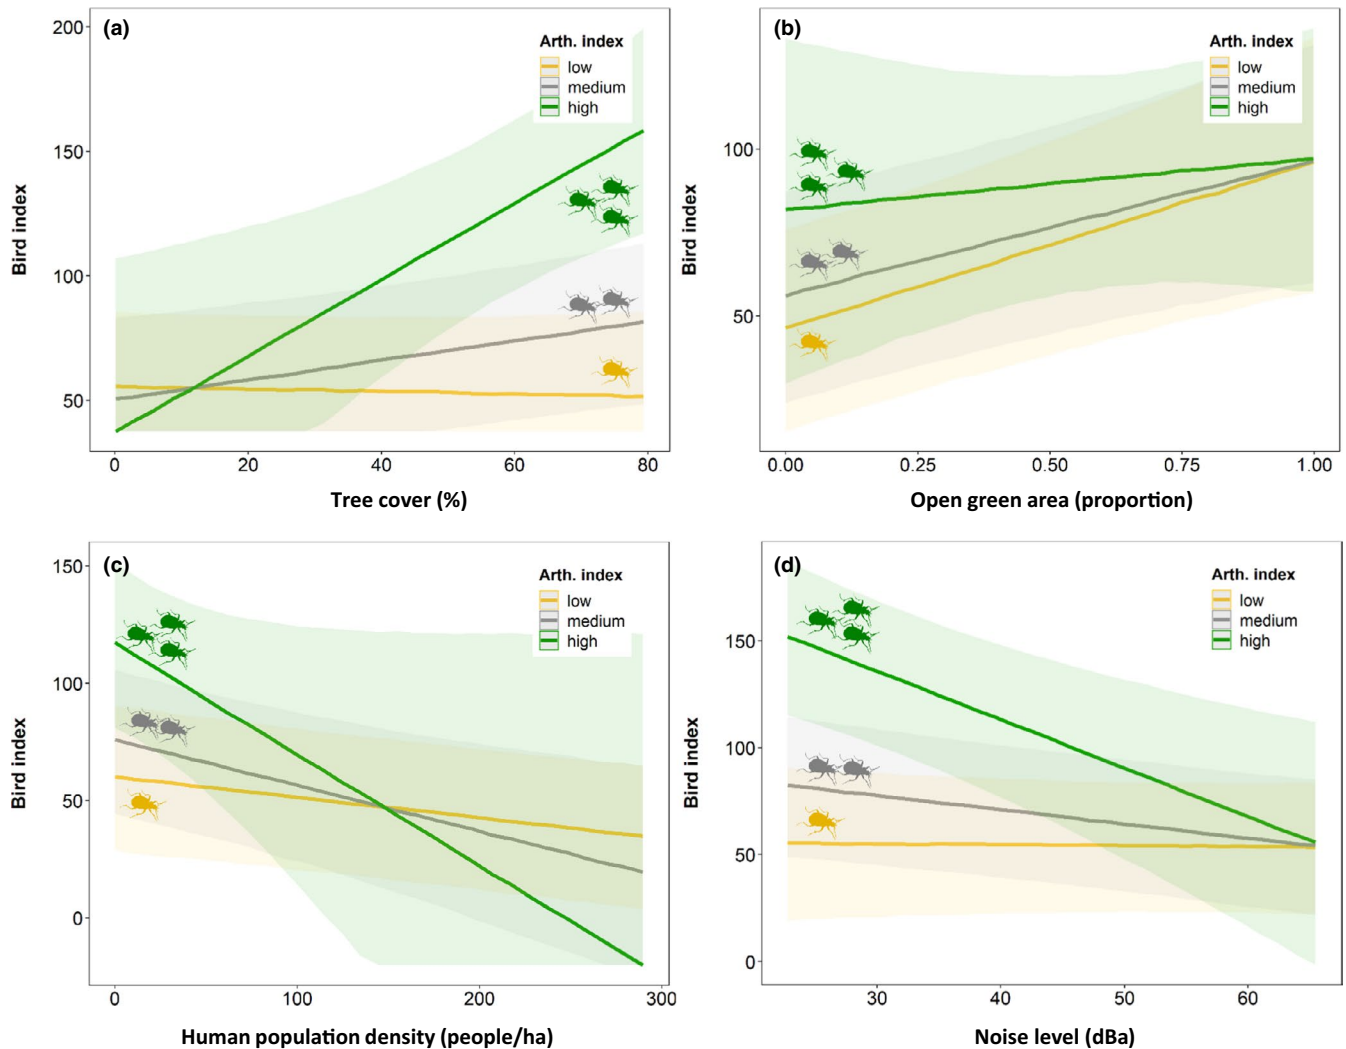 (a)
Arth. index
low
medium
high
200
150
100
50
Bird index
0 20 40 60 80
Tree cover (%)
(b)
Arth. index
low
medium
high
100
50
Bird index
0.00 0.25 0.50 0.75 1.00
Open green area (proportion)
(c)
Arth. index
low
medium
high
150
100
50
0
Bird index
0 100 200 300
Human population density (people/ha)
(d)
Arth. index
low
medium
high
150
100
50
0
Bird index
30 40 50 60
Noise level (dBa)